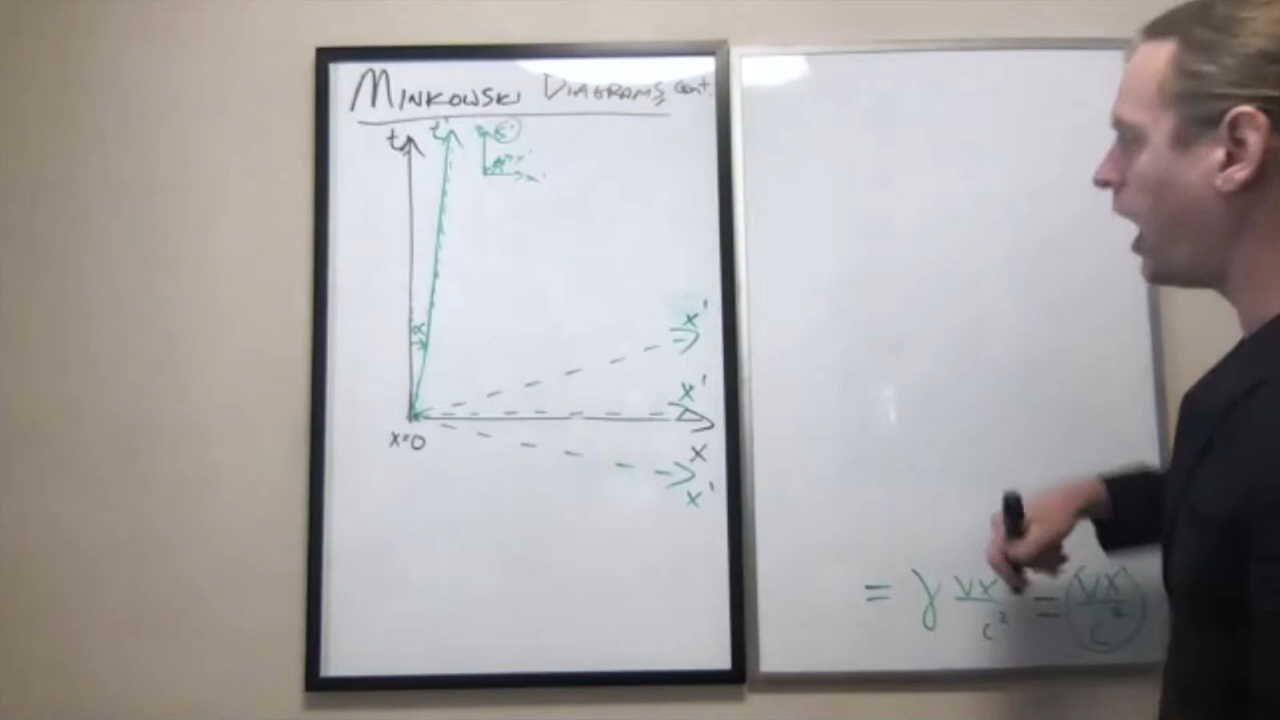 MINKOWSKI DIAGRAMS Cont.
t t'
α
x'
x'
x=0
x
x'
= γ vx/c² = vx/c²